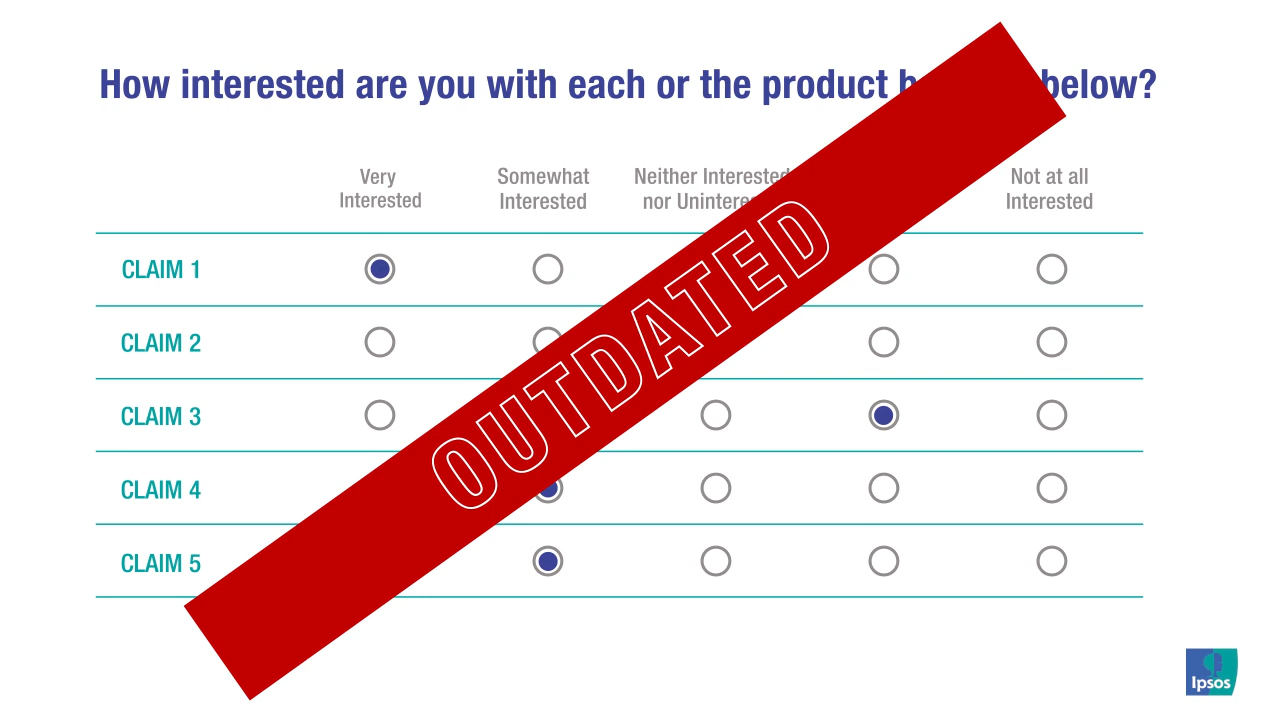 How interested are you with each or the product below?
Very Interested
Somewhat Interested
Neither Interested nor
Not at all Interested
CLAIM 1
CLAIM 2
CLAIM 3
CLAIM 4
CLAIM 5
OUTDATED
Ipsos